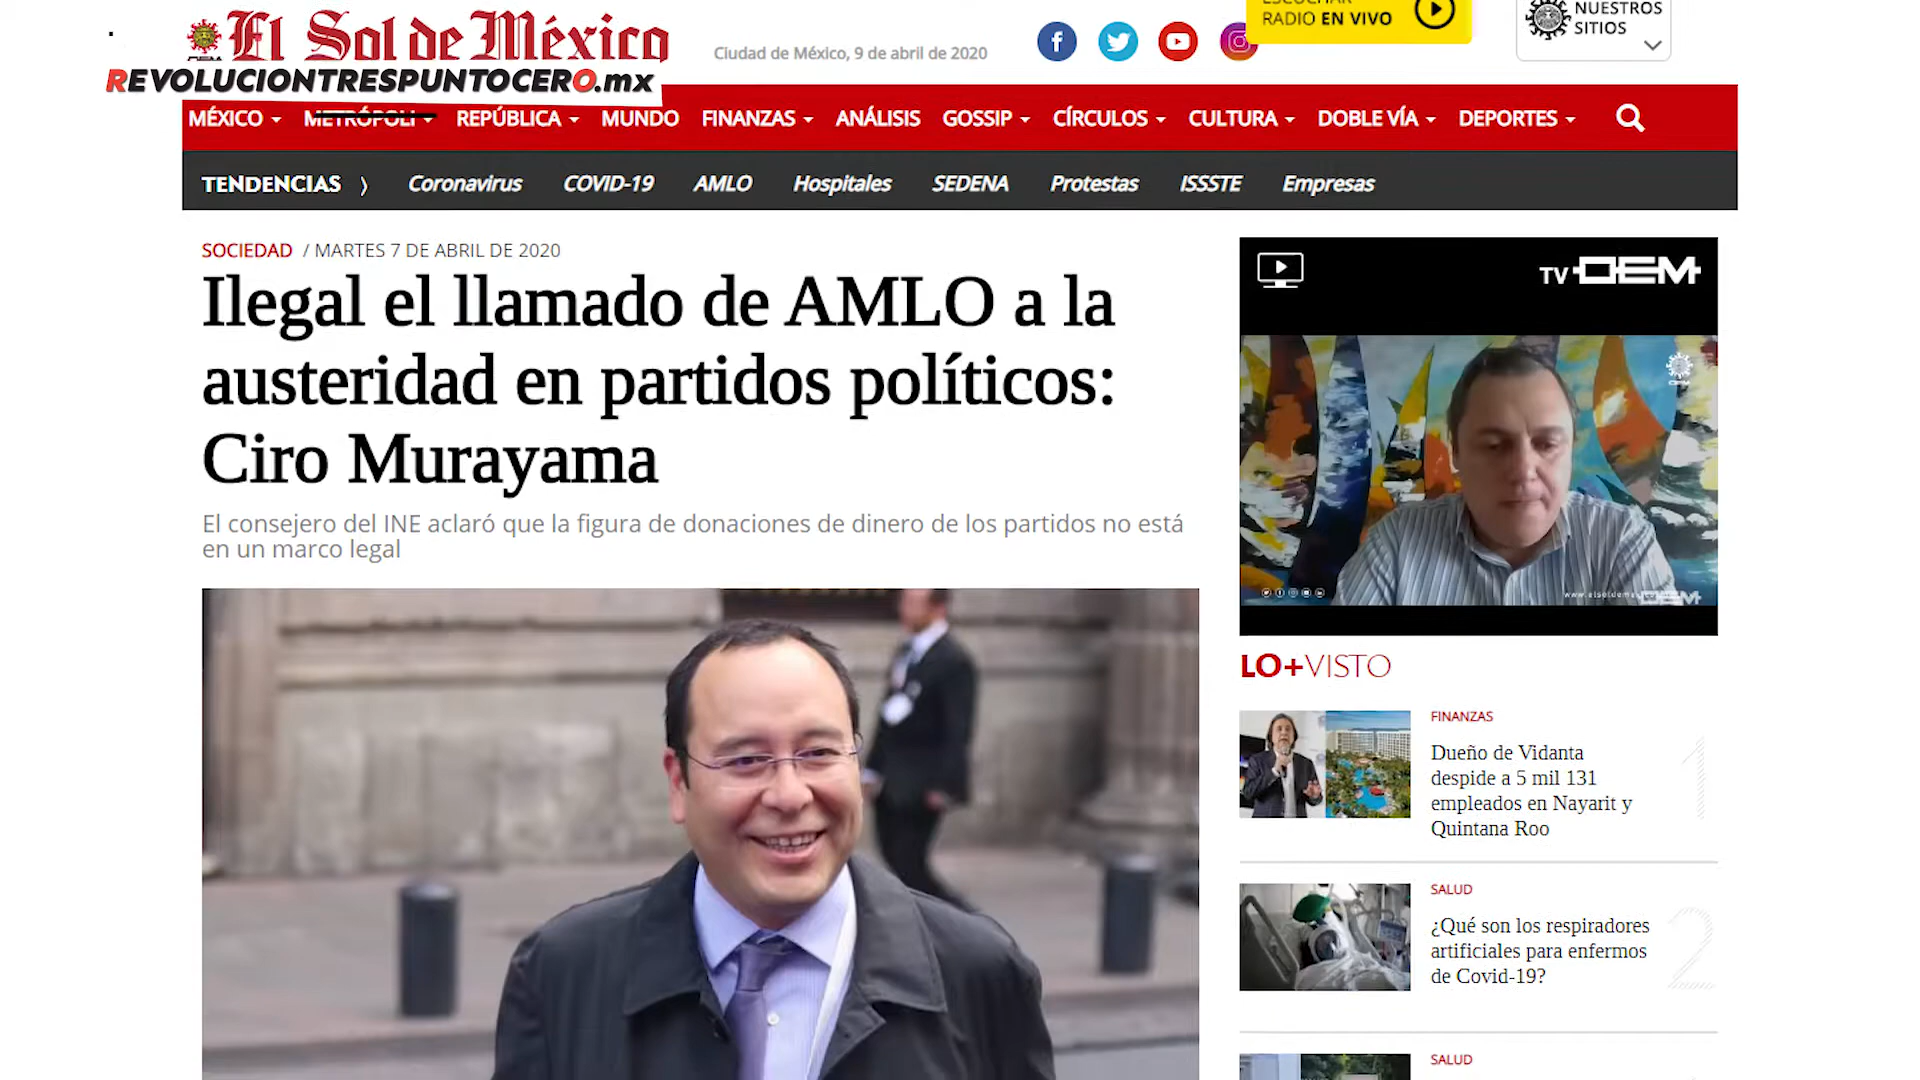 El Sol de México
REVOLUCIONTRESPUNTOCERO.mx
Ciudad de México, 9 de abril de 2020
RADIO EN VIVO
NUESTROS
SITIOS
MÉXICO METRÓPOLI REPÚBLICA MUNDO FINANZAS ANÁLISIS GOSSIP CÍRCULOS CULTURA DOBLE VÍA DEPORTES
TENDENCIAS Coronavirus COVID-19 AMLO Hospitales SEDENA Protestas ISSSTE Empresas
SOCIEDAD / MARTES 7 DE ABRIL DE 2020
Ilegal el llamado de AMLO a la
austeridad en partidos políticos:
Ciro Murayama
El consejero del INE aclaró que la figura de donaciones de dinero de los partidos no está
en un marco legal
TV OEM
LO+VISTO
FINANZAS
Dueño de Vidanta
despide a 5 mil 131
empleados en Nayarit y
Quintana Roo
1
SALUD
¿Qué son los respiradores
artificiales para enfermos
de Covid-19?
2
SALUD